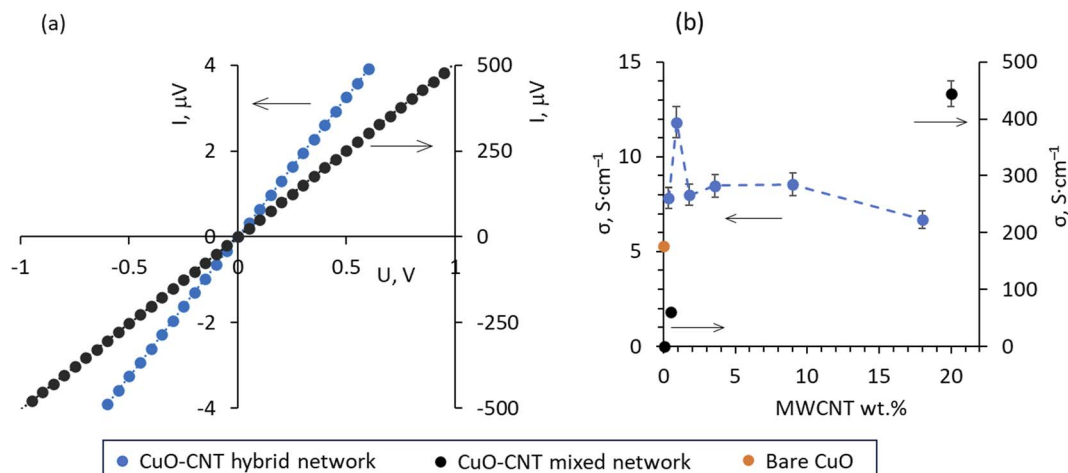 (a)
(b)
I, μV
I, μV
4
2
0
-2
-4
500
250
0
-250
-500
-1
-0.5
0
0.5
1
U, V
σ, S·cm⁻¹
15
10
5
0
500
400
300
200
100
0
σ, S·cm⁻¹
0
5
10
15
20
MWCNT wt.%
CuO-CNT hybrid network
CuO-CNT mixed network
Bare CuO